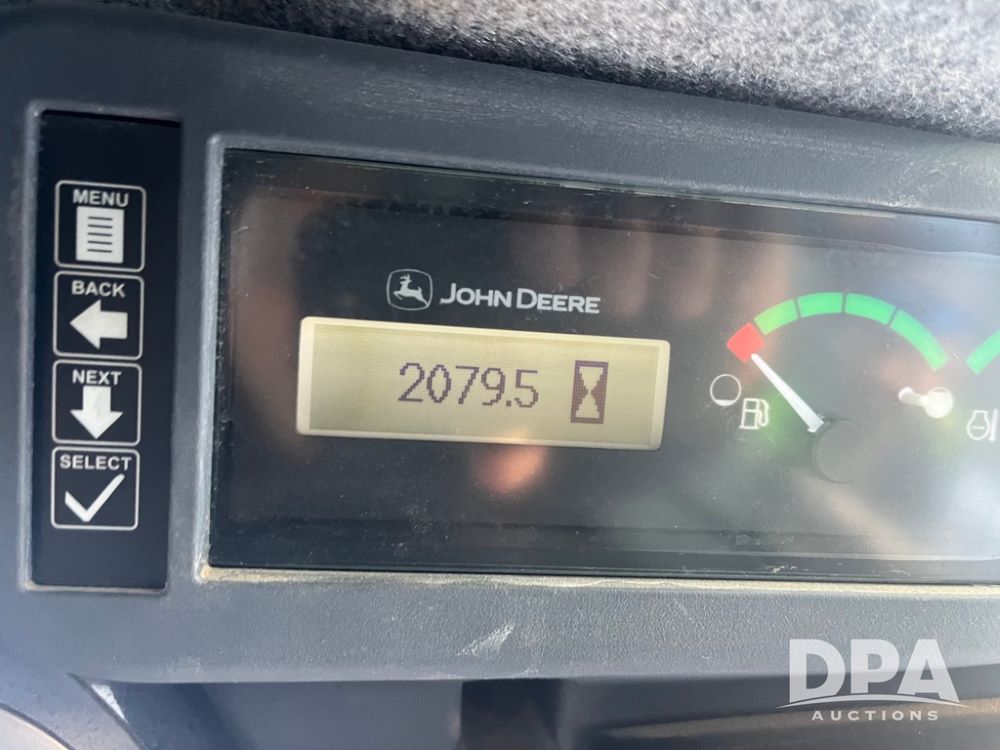 MENU
BACK
NEXT
SELECT
JOHN DEERE
2079.5
DPA
AUCTIONS